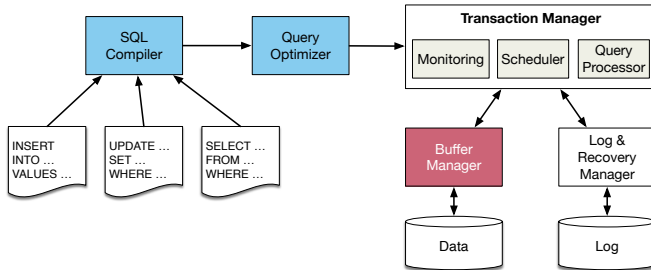 SQL
Compiler
Query
Optimizer
Transaction Manager
Monitoring
Scheduler
Query
Processor
INSERT
INTO ...
VALUES ...
UPDATE ...
SET ...
WHERE ...
SELECT ...
FROM ...
WHERE ...
Buffer
Manager
Log &
Recovery
Manager
Data
Log